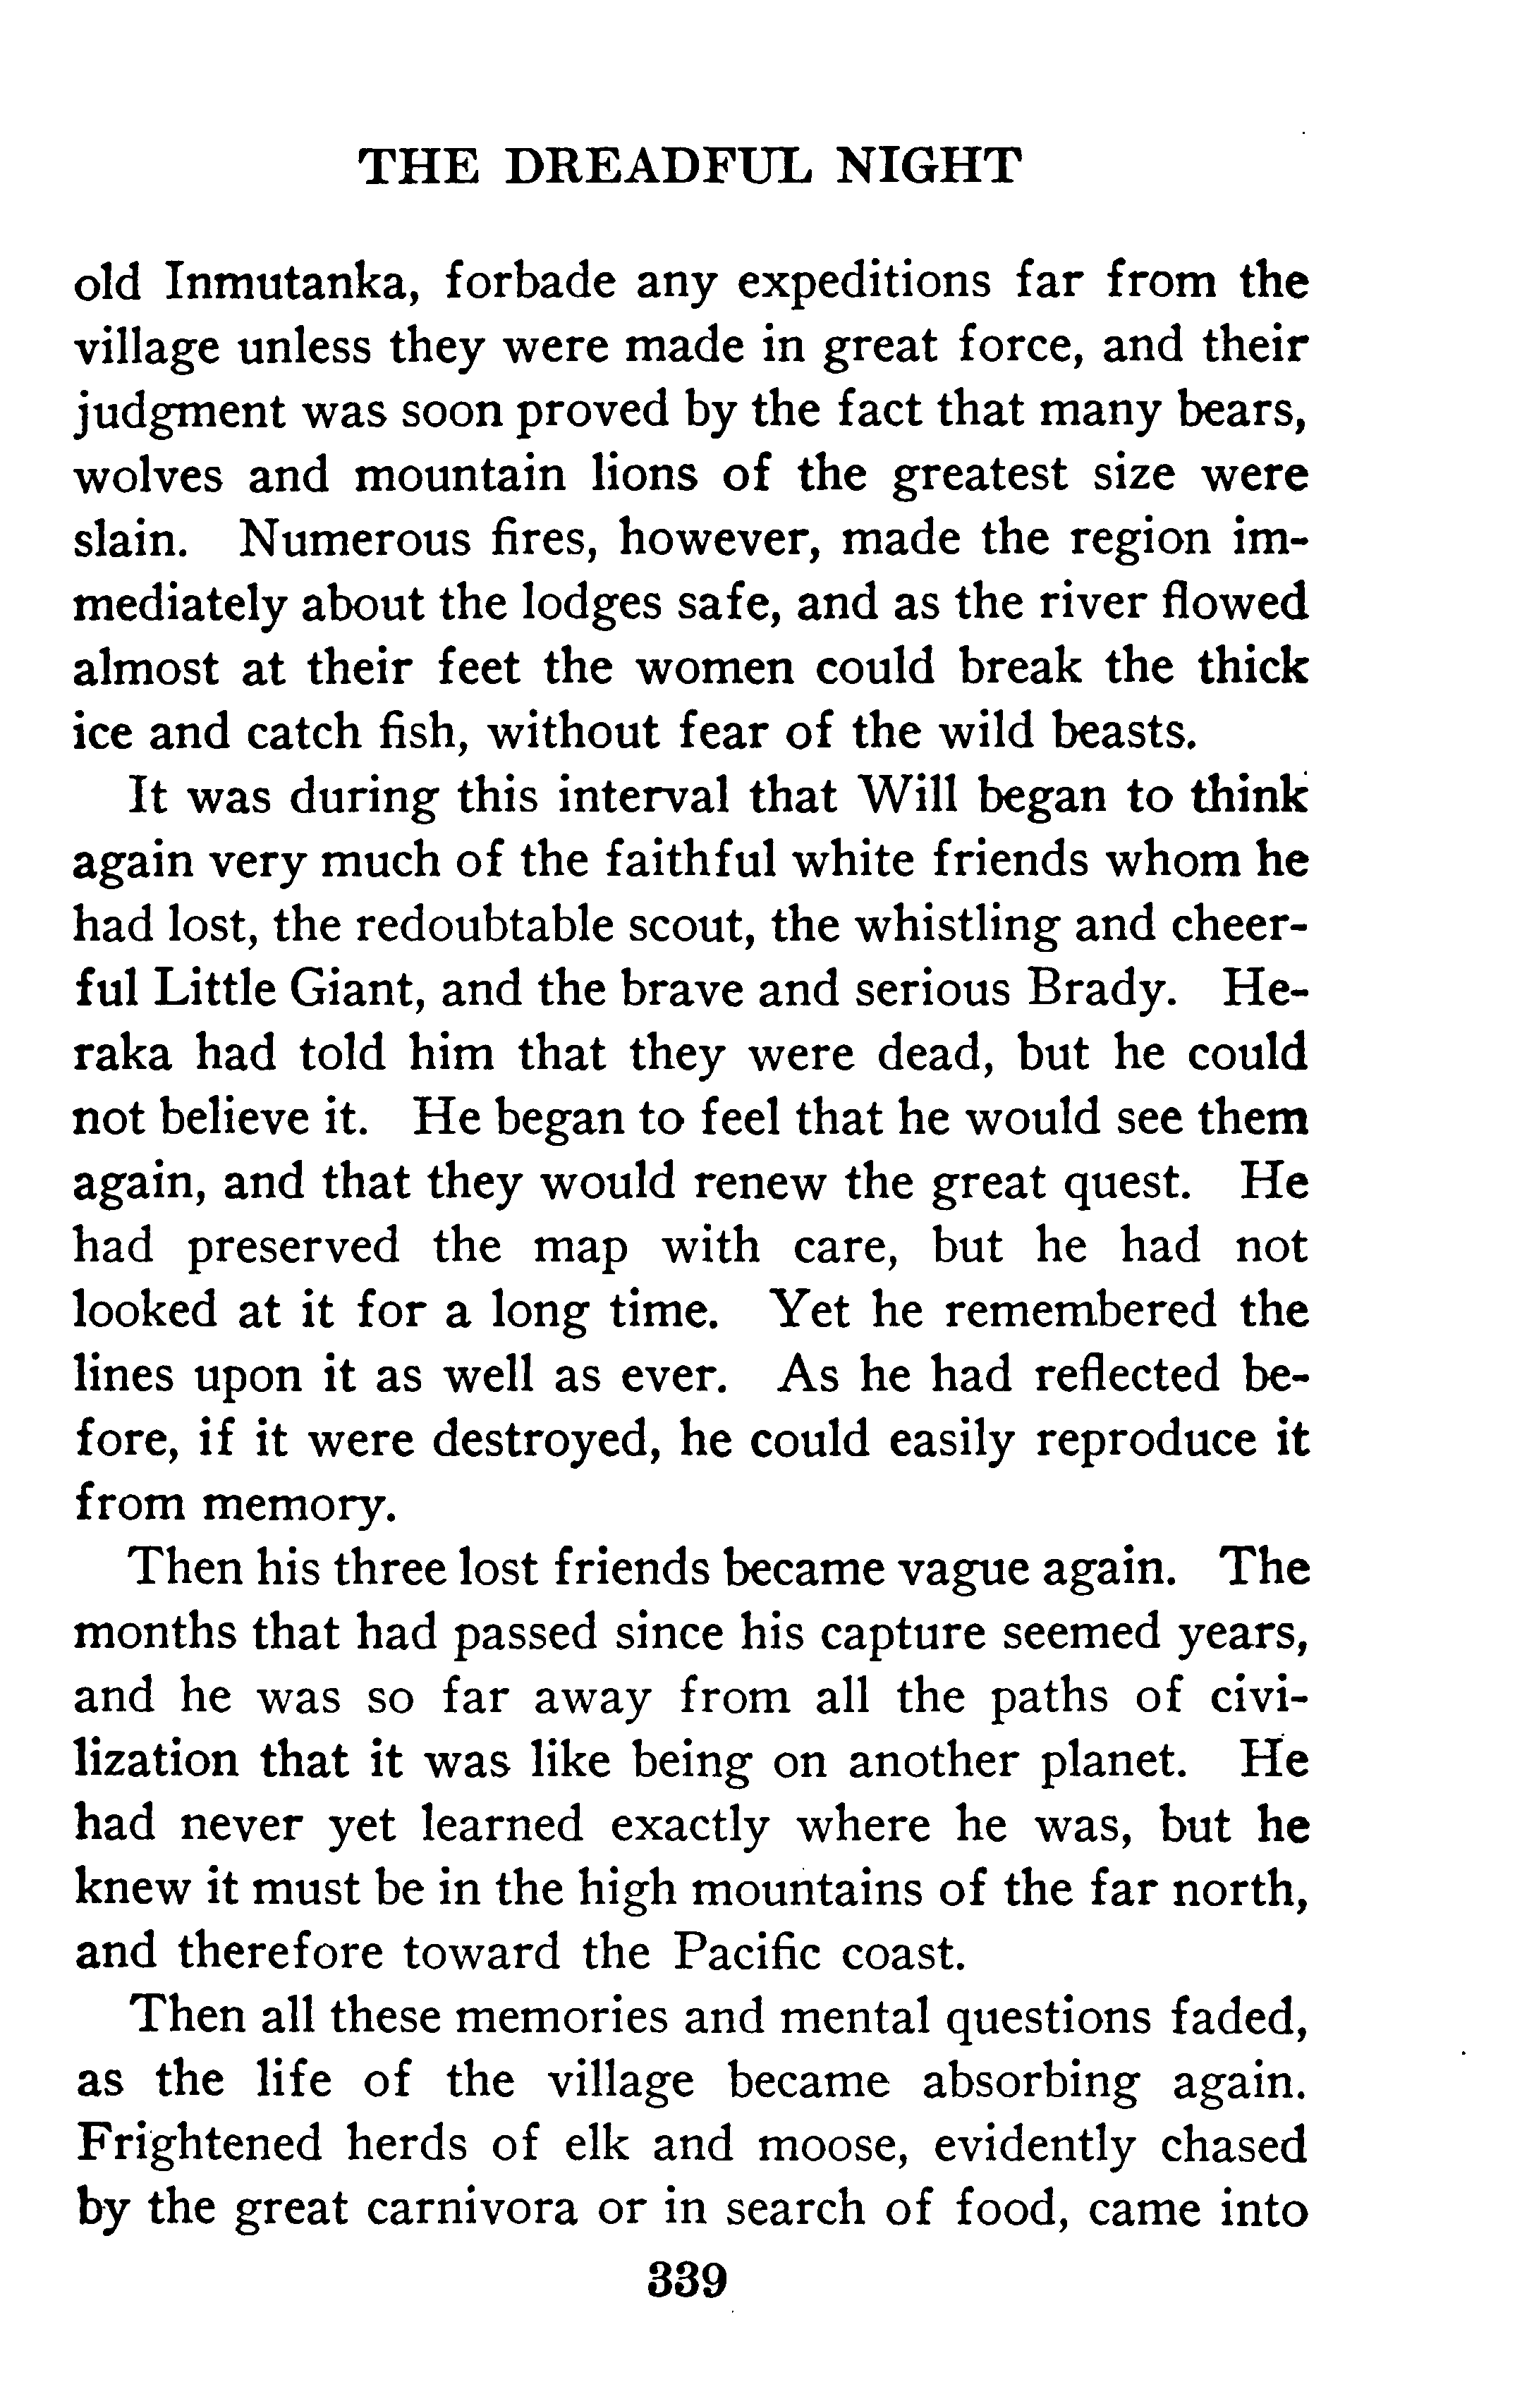 THE DREADFUL NIGHT
old Inmutanka, forbade any expeditions far from the
village unless they were made in great force, and their
judgment was soon proved by the fact that many bears,
wolves and mountain lions of the greatest size were
slain. Numerous fires, however, made the region im-
mediately about the lodges safe, and as the river flowed
almost at their feet the women could break the thick
ice and catch fish, without fear of the wild beasts.
It was during this interval that Will began to think
again very much of the faithful white friends whom he
had lost, the redoubtable scout, the whistling and cheer-
ful Little Giant, and the brave and serious Brady. He-
raka had told him that they were dead, but he could
not believe it. He began to feel that he would see them
again, and that they would renew the great quest. He
had preserved the map with care, but he had not
looked at it for a long time. Yet he remembered the
lines upon it as well as ever. As he had reflected be-
fore, if it were destroyed, he could easily reproduce it
from memory.
Then his three lost friends became vague again. The
months that had passed since his capture seemed years,
and he was so far away from all the paths of civi-
lization that it was like being on another planet. He
had never yet learned exactly where he was, but he
knew it must be in the high mountains of the far north,
and therefore toward the Pacific coast.
Then all these memories and mental questions faded,
as the life of the village became absorbing again.
Frightened herds of elk and moose, evidently chased
by the great carnivora or in search of food, came into
339